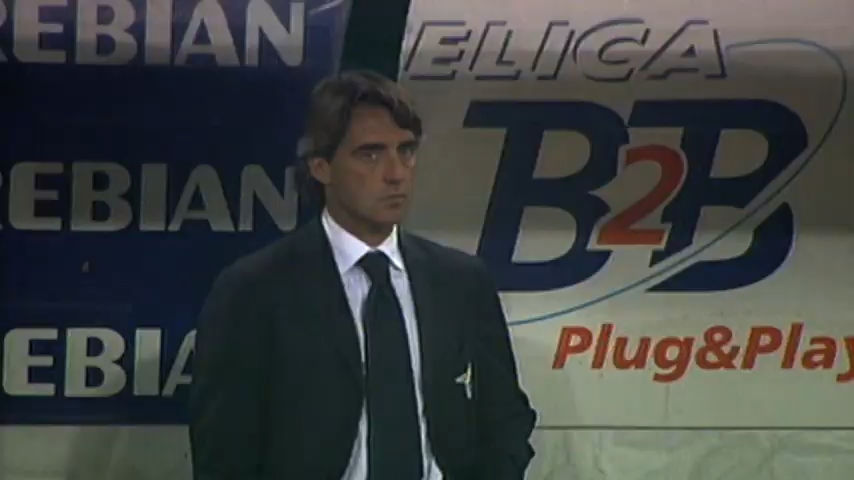 REBIAN
REBIAN
EBIA
ELICA
B2B
Plug&Play